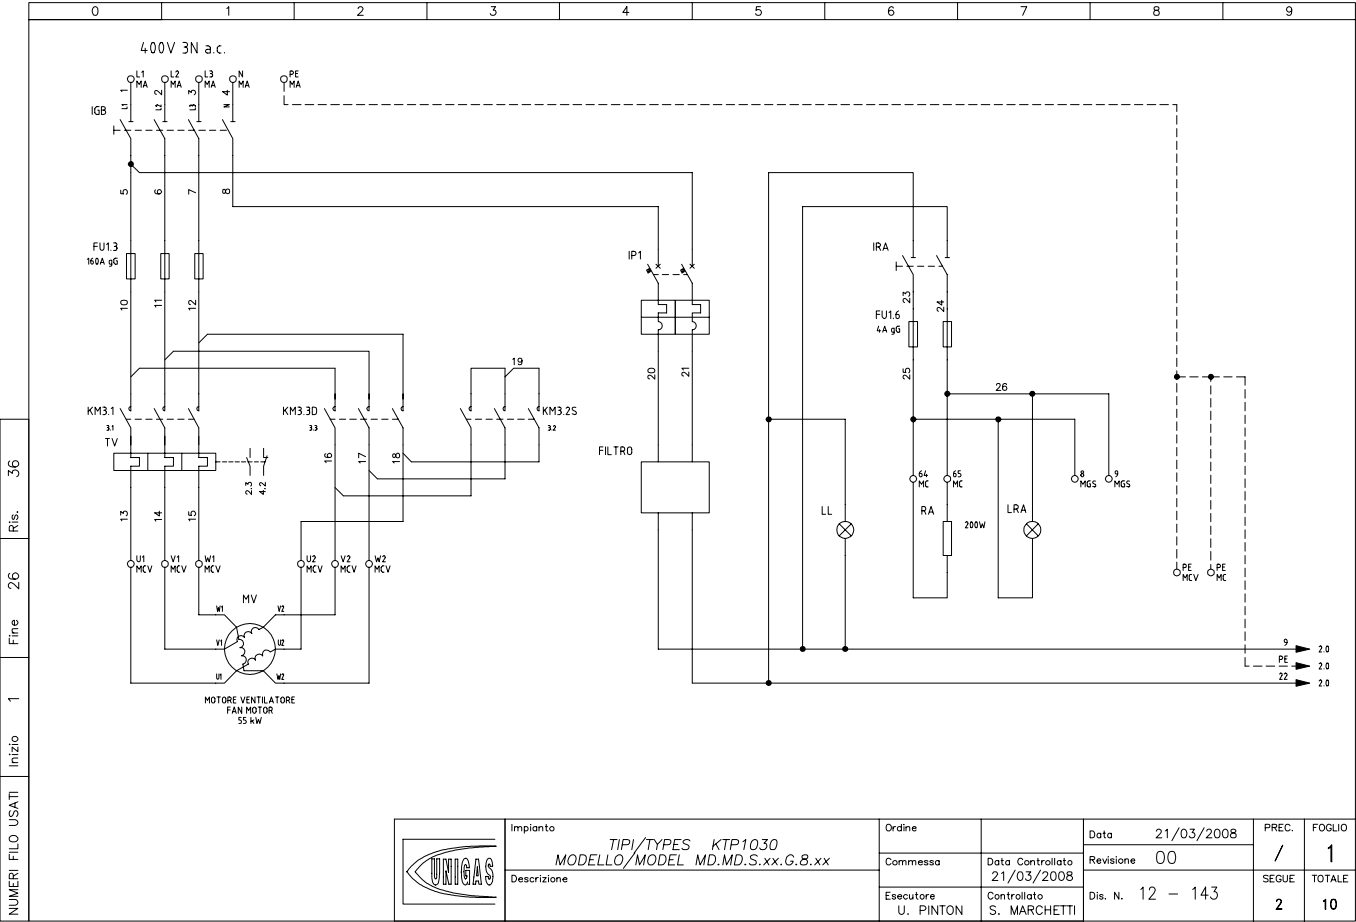 0 1 2 3 4 5 6 7 8 9
400V 3N a.c.
L1 MA
L2 MA
L3 MA
N MA
PE MA
L1 1
L2 2
L3 3
N 4
IGB
5 6 7 8
FU1.3
160A gG
10 11 12
IP1
IRA
23 24
FU1.6
4A gG
20 21 25
19
26
KM3.1
3.1
KM3.3D
3.3
KM3.2S
3.2
TV
2.3
4.2
16 17 18
FILTRO
64 MC
65 MC
8 MGS
9 MGS
LL
RA
200W
LRA
13 14 15
U1 MCV
V1 MCV
W1 MCV
U2 MCV
V2 MCV
W2 MCV
PE MCV
PE MC
MV
W1 V2
V1 U2
U1 W2
MOTORE VENTILATORE
FAN MOTOR
55 kW
9 2.0
PE 2.0
22 2.0
NUMERI FILO USATI
Inizio 1
Fine 26
Ris. 36
UNIGAS
Impianto
TIPI/TYPES KTP1030
MODELLO/MODEL MD.MD.S.xx.G.8.xx
Descrizione
Ordine
Commessa
Esecutore
U. PINTON
Data Controllato
21/03/2008
Controllato
S. MARCHETTI
Data 21/03/2008
Revisione 00
Dis. N. 12 - 143
PREC.
/
FOGLIO
1
SEGUE
2
TOTALE
10